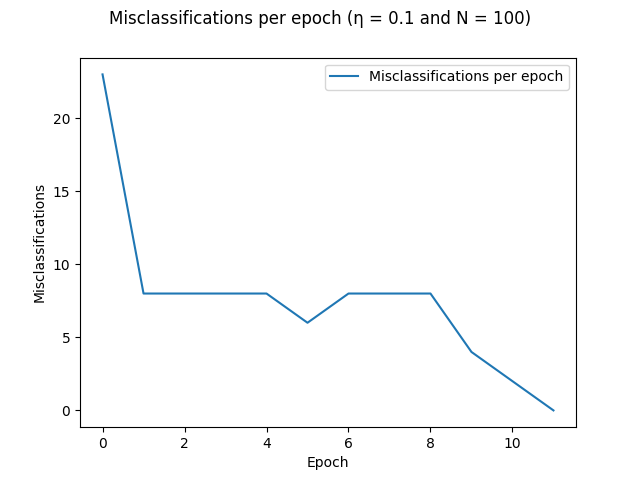 Misclassifications per epoch (η = 0.1 and N = 100)
Misclassifications per epoch
20
15
10
5
0
Misclassifications
0 2 4 6 8 10
Epoch